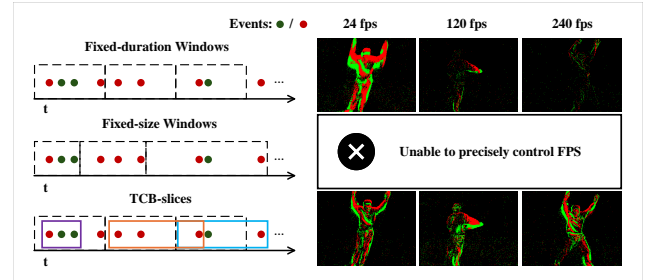 Events: / 24 fps 120 fps 240 fps
Fixed-duration Windows
...
t
Fixed-size Windows
...
Unable to precisely control FPS
t
TCB-slices
...
t